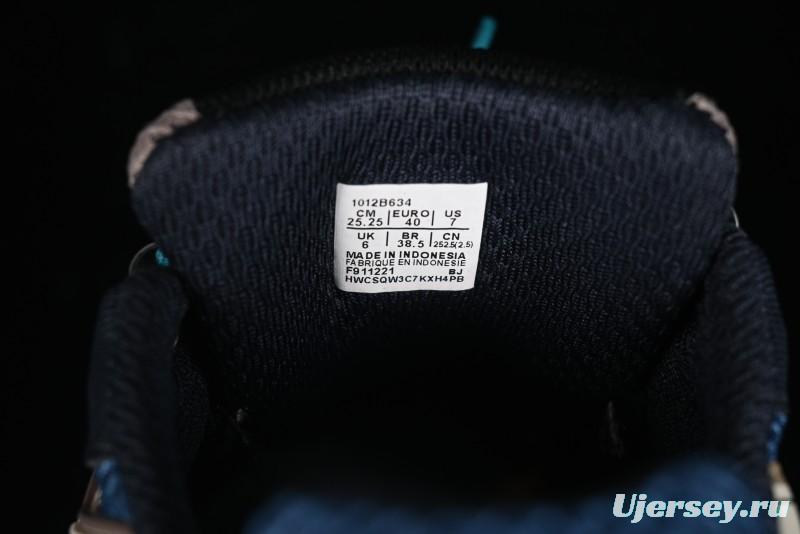 1012B634
CM EURO US
25.25 40 7
UK BR CN
6 38.5 252.5(2.5)
MADE IN INDONESIA
FABRIQUE EN INDONESIE
F911221 BJ
HWCSQW3C7KXH4PB
Ujersey.ru